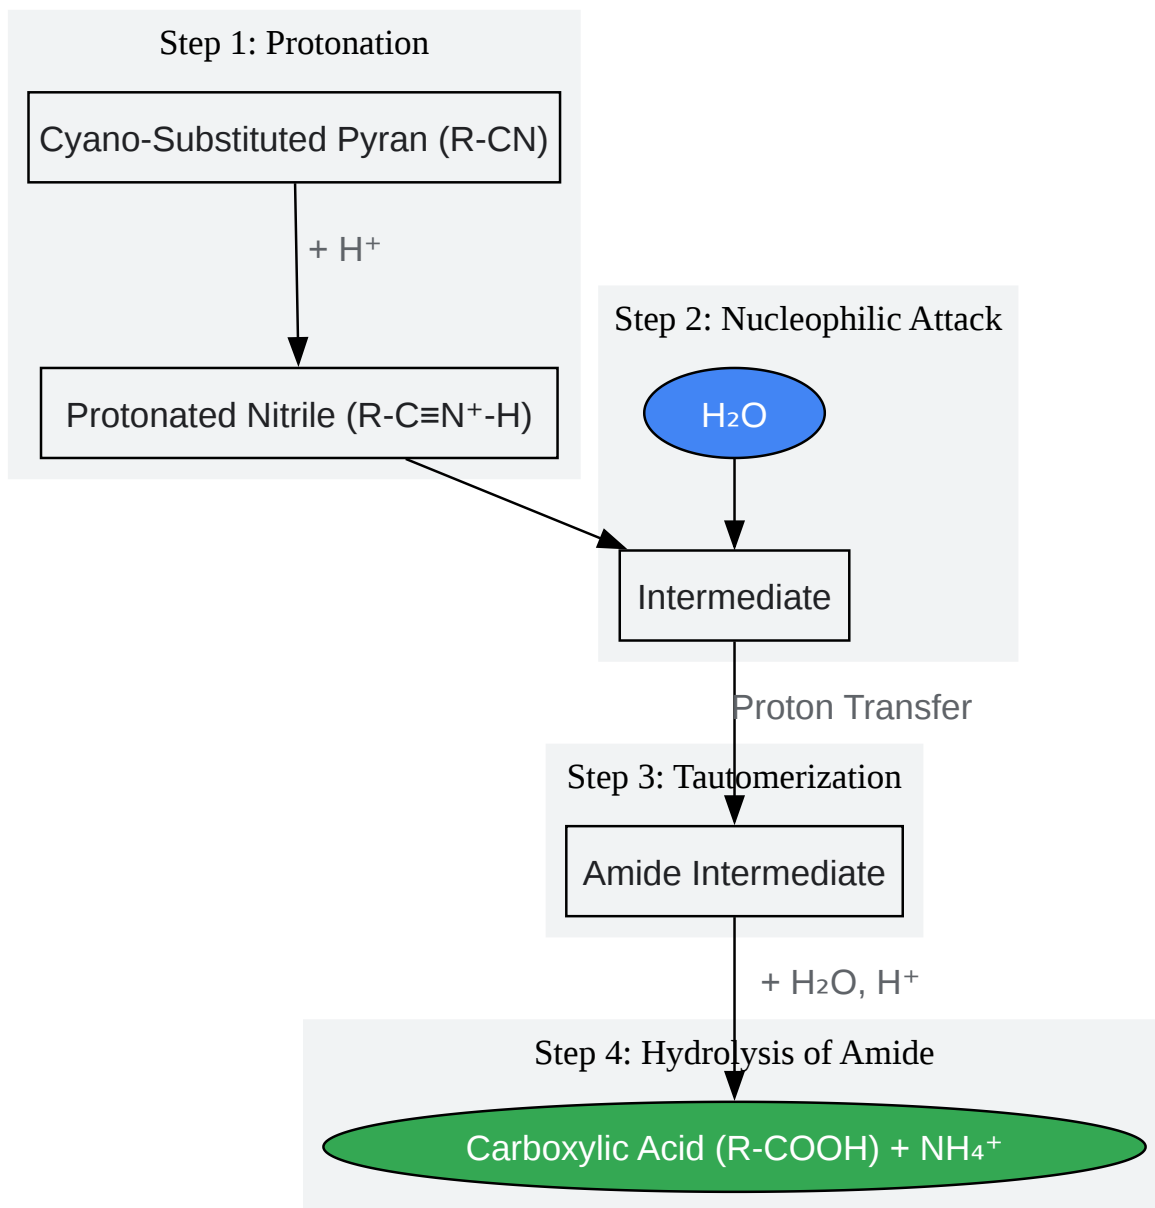 Step 1: Protonation
Cyano-Substituted Pyran (R-CN)
+ H⁺
Protonated Nitrile (R-C≡N⁺-H)
Step 2: Nucleophilic Attack
H₂O
Intermediate
Proton Transfer
Step 3: Tautomerization
Amide Intermediate
+ H₂O, H⁺
Step 4: Hydrolysis of Amide
Carboxylic Acid (R-COOH) + NH₄⁺